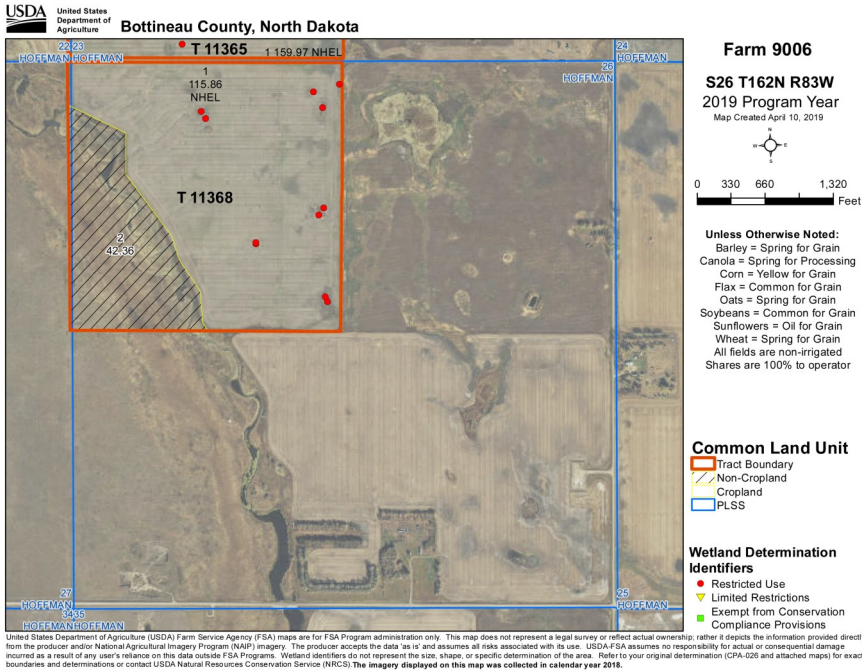 USDA
United States
Department of
Agriculture
Bottineau County, North Dakota
22 23
HOFFMAN HOFFMAN
T 11365
1 159.97 NHEL
24
HOFFMAN
26
HOFFMAN
1
115.86
NHEL
T 11368
2
42.36
27
HOFFMAN
34 35
HOFFMAN HOFFMAN
25
HOFFMAN
Farm 9006
S26 T162N R83W
2019 Program Year
Map Created April 10, 2019
N
W E
S
0 330 660 1,320
Feet
Unless Otherwise Noted:
Barley = Spring for Grain
Canola = Spring for Processing
Corn = Yellow for Grain
Flax = Common for Grain
Oats = Spring for Grain
Soybeans = Common for Grain
Sunflowers = Oil for Grain
Wheat = Spring for Grain
All fields are non-irrigated
Shares are 100% to operator
Common Land Unit
Tract Boundary
Non-Cropland
Cropland
PLSS
Wetland Determination
Identifiers
Restricted Use
Limited Restrictions
Exempt from Conservation
Compliance Provisions
United States Department of Agriculture (USDA) Farm Service Agency (FSA) maps are for FSA Program administration only. This map does not represent a legal survey or reflect actual ownership; rather it depicts the information provided direct
from the producer and/or National Agricultural Imagery Program (NAIP) imagery. The producer accepts the data 'as is' and assumes all risks associated with its use. USDA-FSA assumes no responsibility for actual or consequential damage
incurred as a result of any user's reliance on this data outside FSA Programs. Wetland identifiers do not represent the size, shape, or specific determination of the area. Refer to your original determination (CPA-026 and attached maps) for exac
boundaries and determinations or contact USDA Natural Resources Conservation Service (NRCS). The imagery displayed on this map was collected in calendar year 2018.